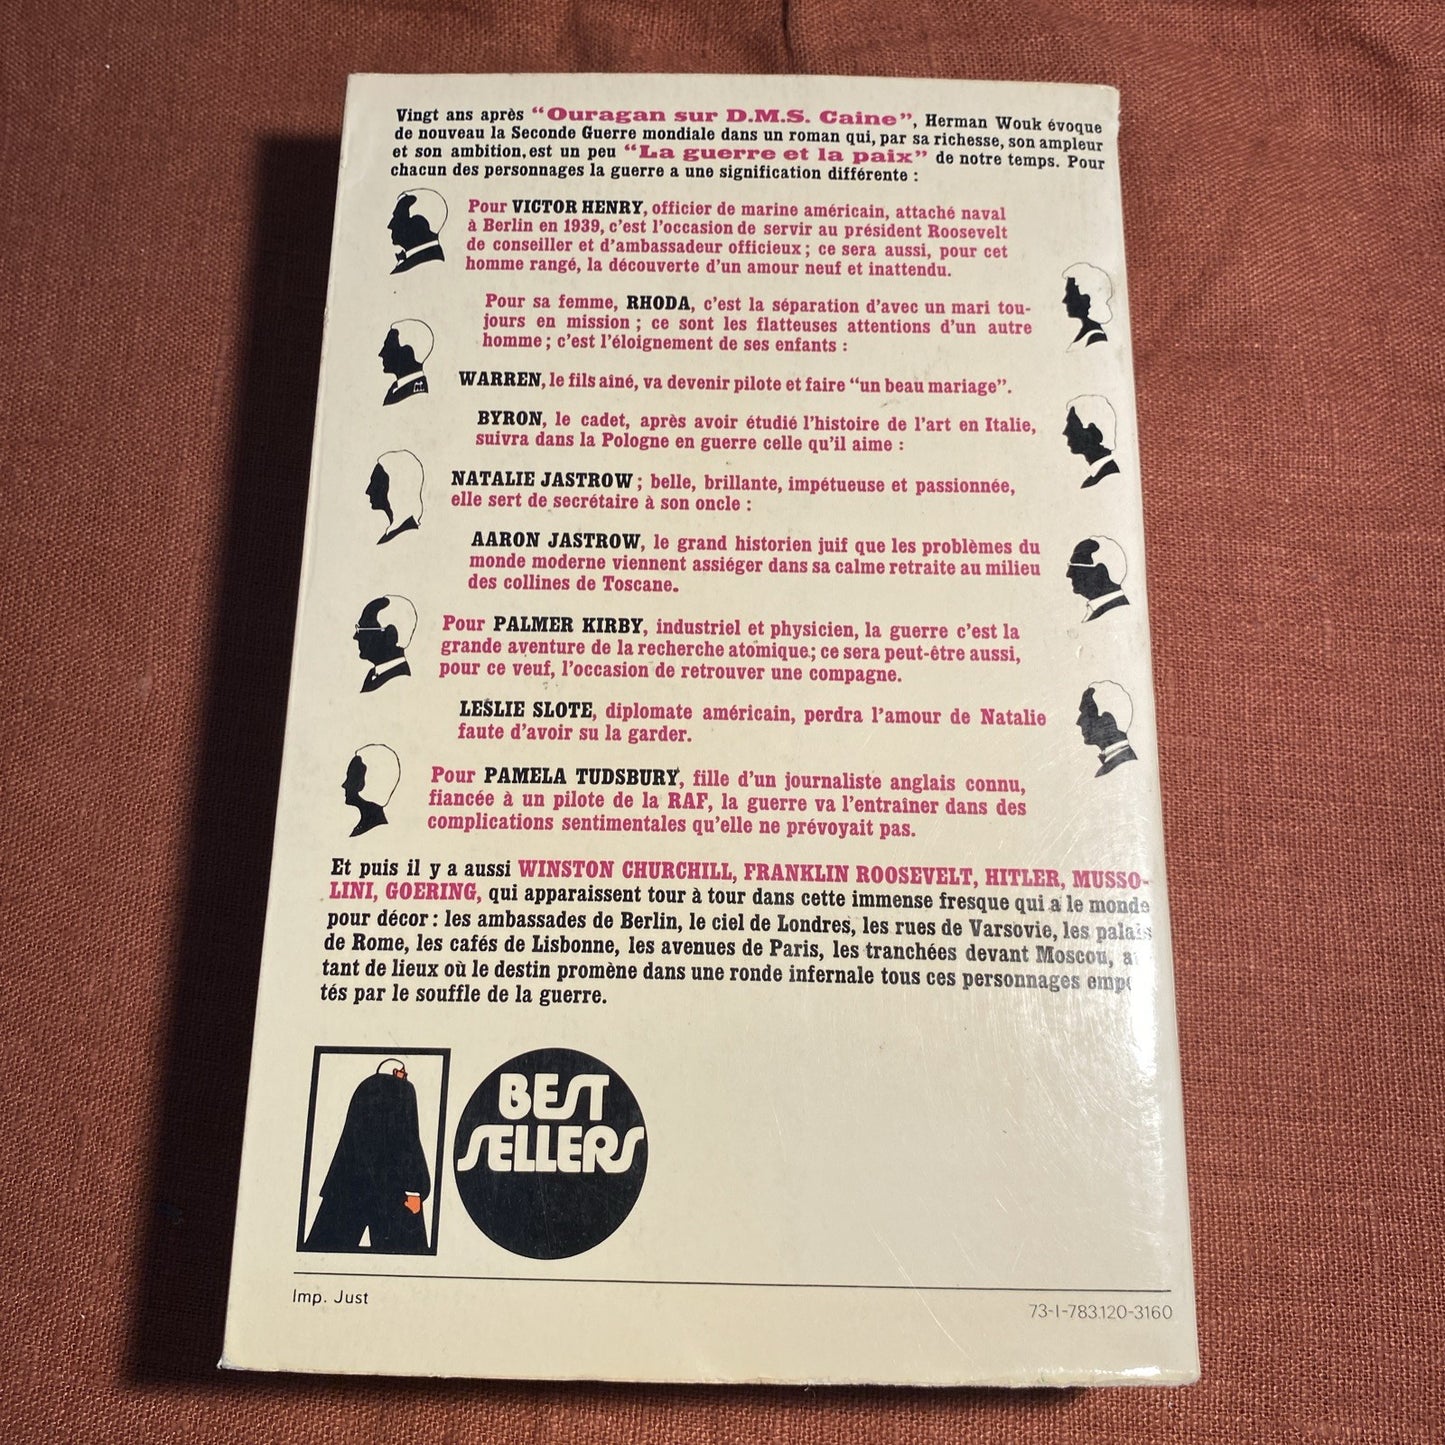 Vingt ans après "Ouragan sur D.M.S. Caine", Herman Wouk évoque
de nouveau la Seconde Guerre mondiale dans un roman qui, par sa richesse, son ampleur
et son ambition, est un peu "La guerre et la paix" de notre temps. Pour
chacun des personnages la guerre a une signification différente :
Pour VICTOR HENRY, officier de marine américain, attaché naval
à Berlin en 1939, c'est l'occasion de servir au président Roosevelt
de conseiller et d'ambassadeur officieux ; ce sera aussi, pour cet
homme rangé, la découverte d'un amour neuf et inattendu.
Pour sa femme, RHODA, c'est la séparation d'avec un mari tou-
jours en mission ; ce sont les flatteuses attentions d'un autre
homme ; c'est l'éloignement de ses enfants :
WARREN, le fils aîné, va devenir pilote et faire "un beau mariage".
BYRON, le cadet, après avoir étudié l'histoire de l'art en Italie,
suivra dans la Pologne en guerre celle qu'il aime :
NATALIE JASTROW ; belle, brillante, impétueuse et passionnée,
elle sert de secrétaire à son oncle :
AARON JASTROW, le grand historien juif que les problèmes du
monde moderne viennent assiéger dans sa calme retraite au milieu
des collines de Toscane.
Pour PALMER KIRBY, industriel et physicien, la guerre c'est la
grande aventure de la recherche atomique ; ce sera peut-être aussi,
pour ce veuf, l'occasion de retrouver une compagne.
LESLIE SLOTE, diplomate américain, perdra l'amour de Natalie
faute d'avoir su la garder.
Pour PAMELA TUDSBURY, fille d'un journaliste anglais connu,
fiancée à un pilote de la RAF, la guerre va l'entraîner dans des
complications sentimentales qu'elle ne prévoyait pas.
Et puis il y a aussi WINSTON CHURCHILL, FRANKLIN ROOSEVELT, HITLER, MUSSO-
LINI, GOERING, qui apparaissent tour à tour dans cette immense fresque qui a le monde
pour décor : les ambassades de Berlin, le ciel de Londres, les rues de Varsovie, les palais
de Rome, les cafés de Lisbonne, les avenues de Paris, les tranchées devant Moscou,
tant de lieux où le destin promène dans une ronde infernale tous ces personnages
tés par le souffle de la guerre.
BEST
SELLERS
Imp. Just
73-I-783.120-3160